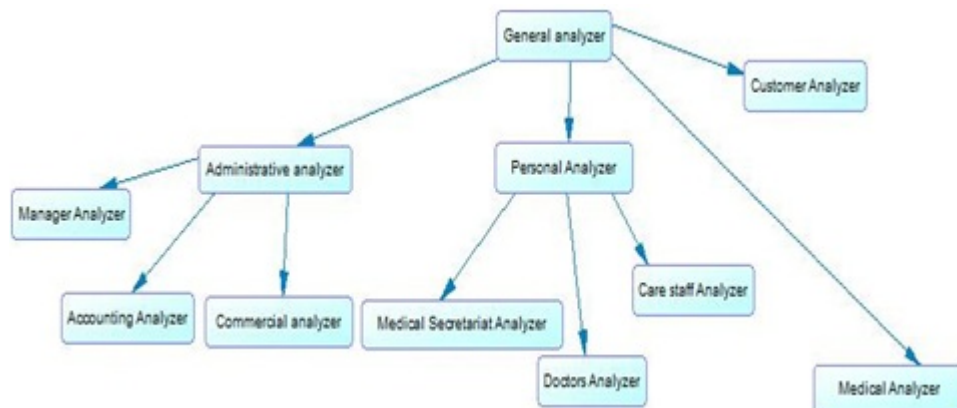 General analyzer
Customer Analyzer
Administrative analyzer
Personal Analyzer
Manager Analyzer
Care staff Analyzer
Accounting Analyzer
Commercial analyzer
Medical Secretariat Analyzer
Doctors Analyzer
Medical Analyzer